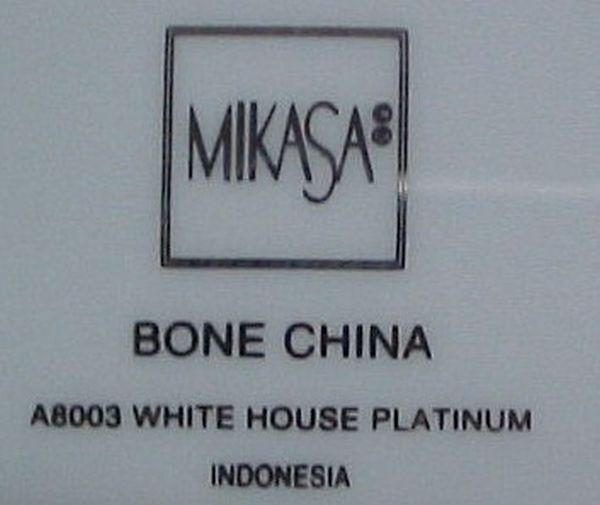 MIKASA
BONE CHINA
A8003 WHITE HOUSE PLATINUM
INDONESIA